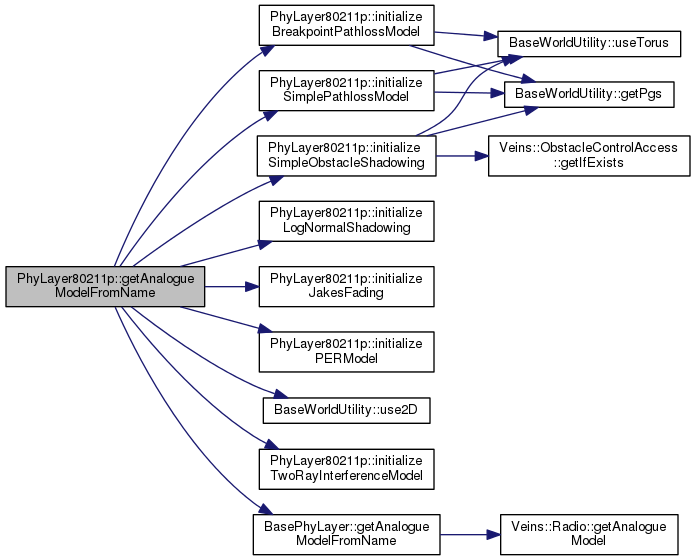 PhyLayer80211p::initialize
BreakpointPathlossModel
BaseWorldUtility::useTorus
PhyLayer80211p::initialize
SimplePathlossModel
BaseWorldUtility::getPgs
PhyLayer80211p::initialize
SimpleObstacleShadowing
Veins::ObstacleControlAccess
::getIfExists
PhyLayer80211p::initialize
LogNormalShadowing
PhyLayer80211p::getAnalogue
ModelFromName
PhyLayer80211p::initialize
JakesFading
PhyLayer80211p::initialize
PERModel
BaseWorldUtility::use2D
PhyLayer80211p::initialize
TwoRayInterferenceModel
BasePhyLayer::getAnalogue
ModelFromName
Veins::Radio::getAnalogue
Model